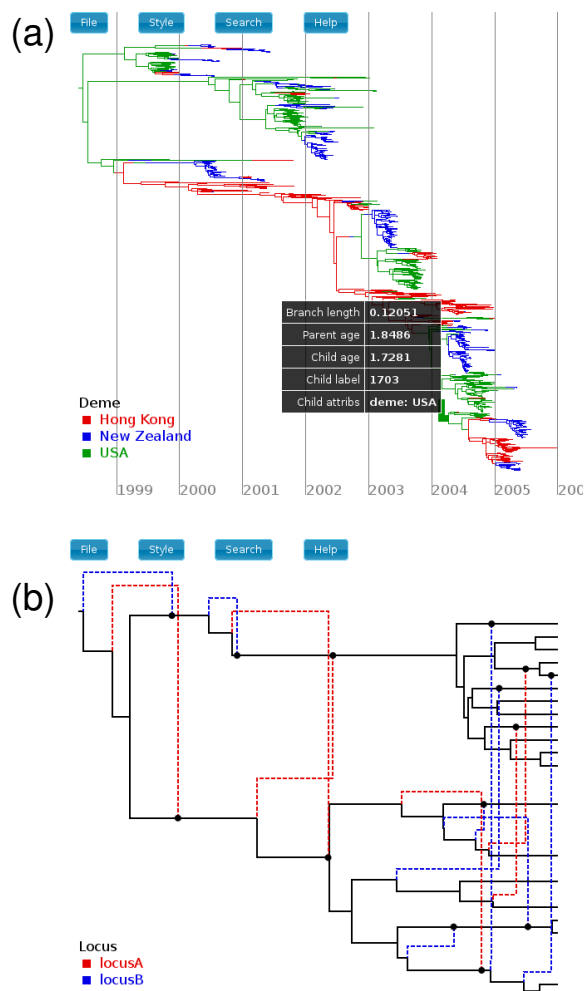 (a)
File Style Search Help
Branch length 0.12051
Parent age 1.8486
Child age 1.7281
Child label 1703
Child attribs deme: USA
Deme
Hong Kong
New Zealand
USA
1999 2000 2001 2002 2003 2004 2005 200
(b)
File Style Search Help
Locus
locusA
locusB